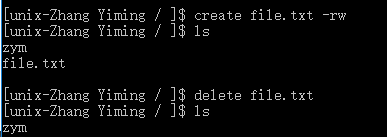 [unix-Zhang Yiming / ]$ create file.txt -rw
[unix-Zhang Yiming / ]$ ls
zym
file.txt
[unix-Zhang Yiming / ]$ delete file.txt
[unix-Zhang Yiming / ]$ ls
zym